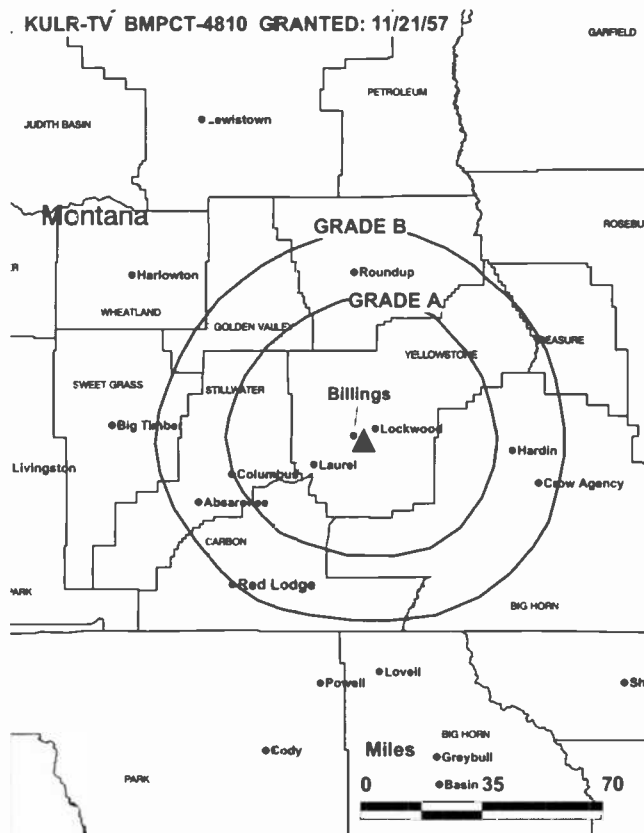 KULR-TV BMPCT-4810 GRANTED: 11/21/57
GARFIELD
PETROLEUM
JUDITH BASIN
Lewistown
Montana
GRADE B
ROSEBU
Harlowton
Roundup
ER
GRADE A
WHEATLAND
GOLDEN VALLEY
TREASURE
YELLOWSTONE
SWEET GRASS
STILLWATER
Billings
Big Timber
Lockwood
Hardin
Livingston
Laurel
Columbus
Crow Agency
Absarokee
CARBON
Red Lodge
PARK
BIG HORN
Lovell
Powell
Sh
BIG HORN
Cody
Miles
Greybull
PARK
0 Basin 35 70